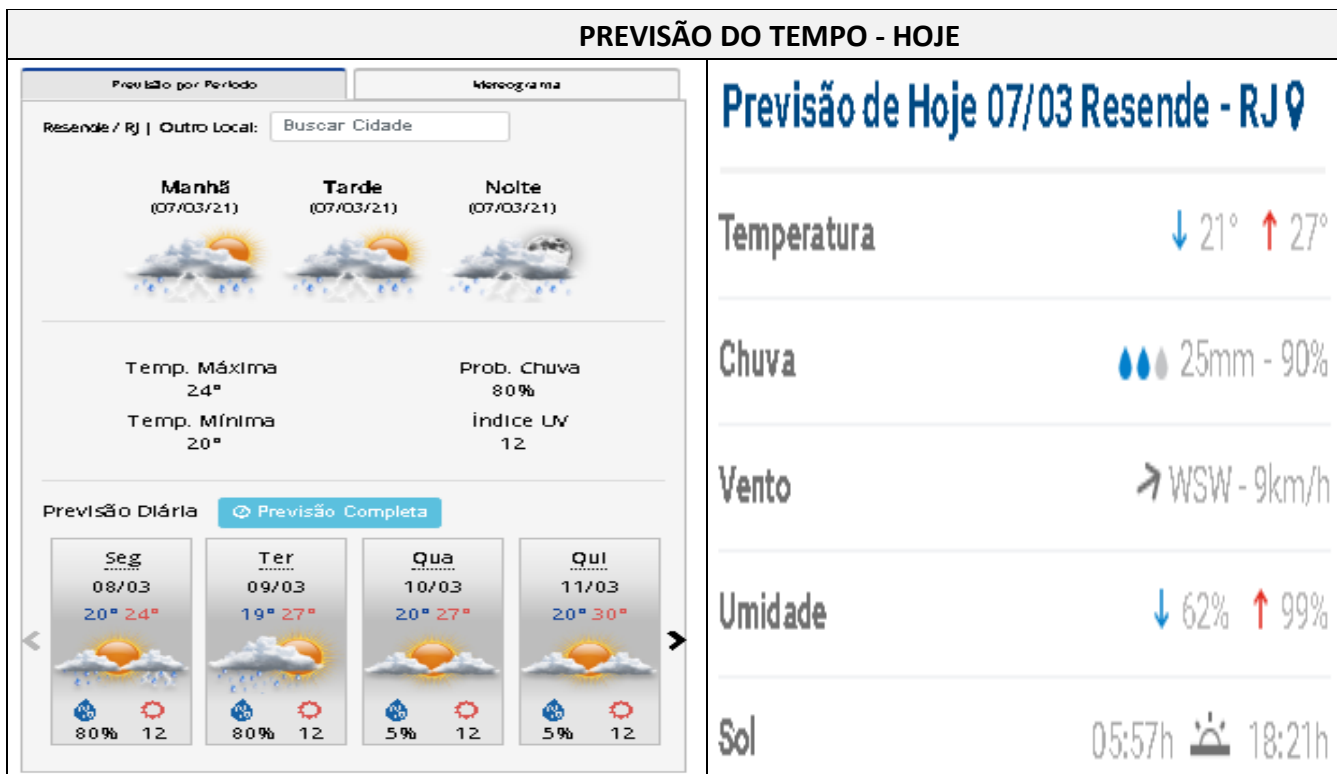 PREVISÃO DO TEMPO - HOJE
Previsão por Período
Meteograma
Resende / RJ | Outro Local: Buscar Cidade
Manhã Tarde Noite
(07/03/21) (07/03/21) (07/03/21)
Temp. Máxima Prob. Chuva
24° 80%
Temp. Mínima Índice UV
20° 12
Previsão Diária Previsão Completa
Seg Ter Qua Qui
08/03 09/03 10/03 11/03
20° 24° 19° 27° 20° 27° 20° 30°
80% 12 80% 12 5% 12 5% 12
Previsão de Hoje 07/03 Resende - RJ
Temperatura ↓ 21° ↑ 27°
Chuva 25mm - 90%
Vento WSW - 9km/h
Umidade ↓ 62% ↑ 99%
Sol 05:57h 18:21h